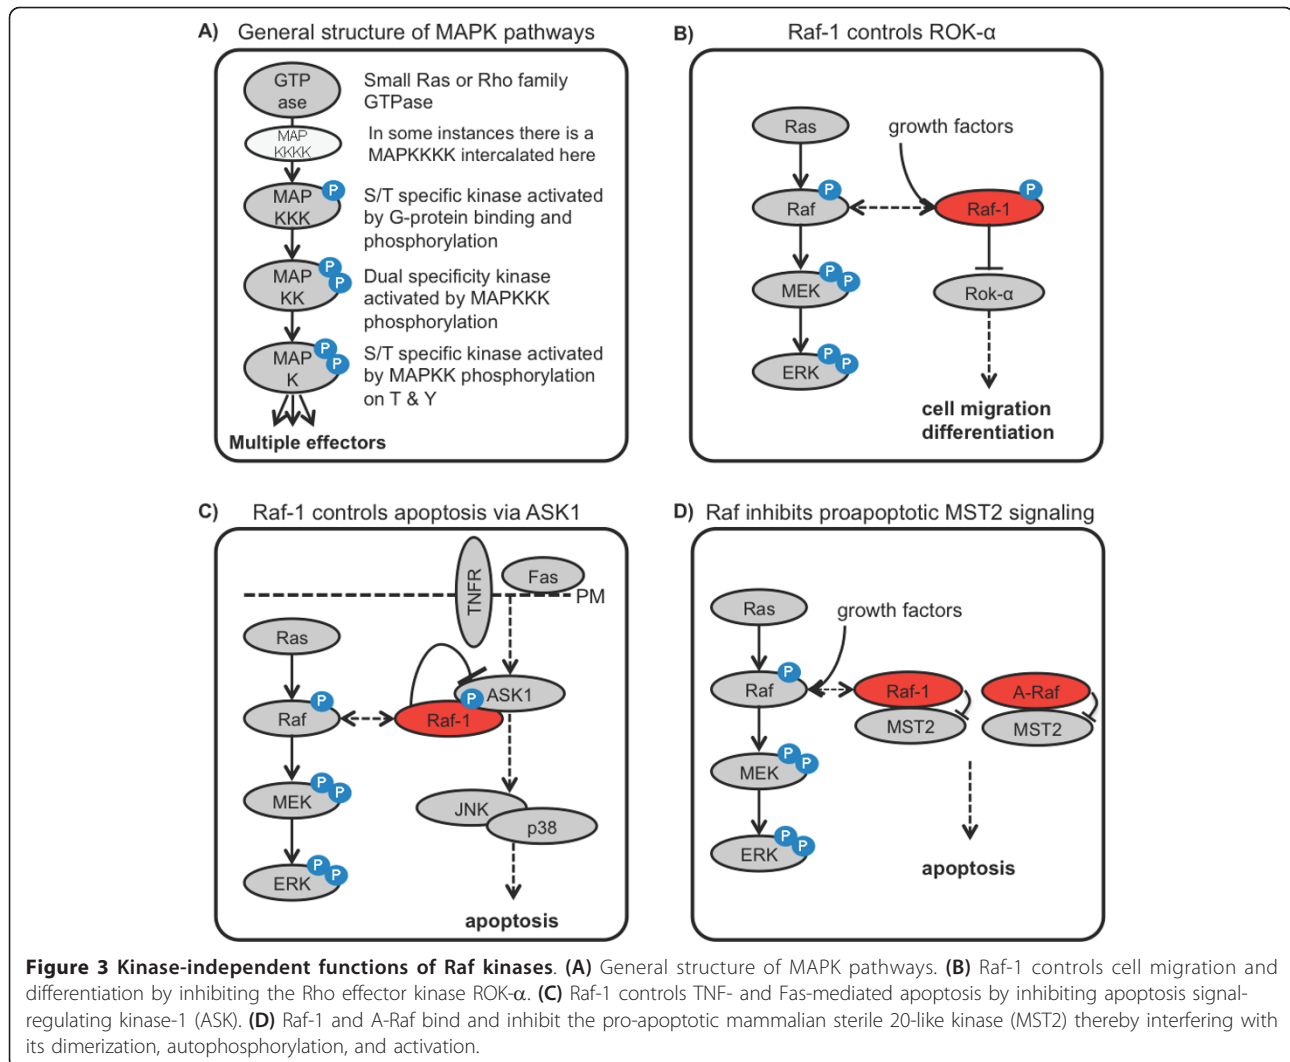 A) General structure of MAPK pathways
GTP
ase
Small Ras or Rho family
GTPase
MAP
KKKK
In some instances there is a
MAPKKKK intercalated here
MAP
KKK
P
S/T specific kinase activated
by G-protein binding and
phosphorylation
MAP
KK
P
P
Dual specificity kinase
activated by MAPKKK
phosphorylation
MAP
K
P
P
S/T specific kinase activated
by MAPKK phosphorylation
on T & Y
Multiple effectors
B) Raf-1 controls ROK-α
Ras
growth factors
Raf
P
Raf-1
P
MEK
P
P
Rok-α
ERK
P
P
cell migration
differentiation
C) Raf-1 controls apoptosis via ASK1
TNFR
Fas
PM
Ras
Raf
P
Raf-1
P
ASK1
MEK
P
P
JNK
p38
ERK
P
P
apoptosis
D) Raf inhibits proapoptotic MST2 signaling
Ras
growth factors
Raf
P
Raf-1
MST2
A-Raf
MST2
MEK
P
P
ERK
P
P
apoptosis
Figure 3 Kinase-independent functions of Raf kinases. (A) General structure of MAPK pathways. (B) Raf-1 controls cell migration and
differentiation by inhibiting the Rho effector kinase ROK-α. (C) Raf-1 controls TNF- and Fas-mediated apoptosis by inhibiting apoptosis signal-
regulating kinase-1 (ASK). (D) Raf-1 and A-Raf bind and inhibit the pro-apoptotic mammalian sterile 20-like kinase (MST2) thereby interfering with
its dimerization, autophosphorylation, and activation.